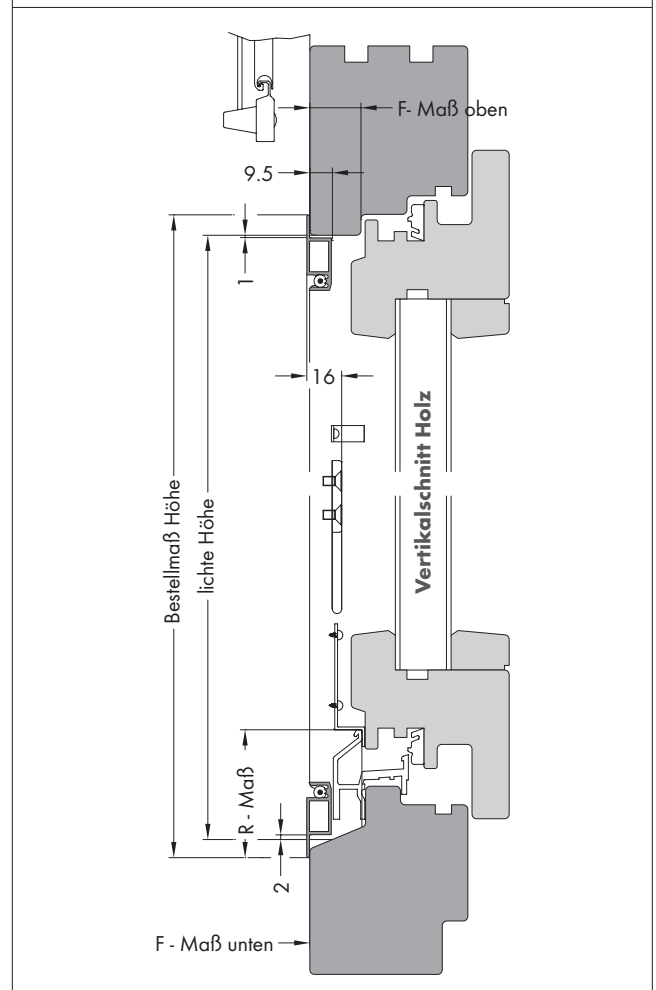 F- Maß oben
9.5
1
16
Vertikalschnitt Holz
Bestellmaß Höhe
lichte Höhe
R - Maß
2
F - Maß unten